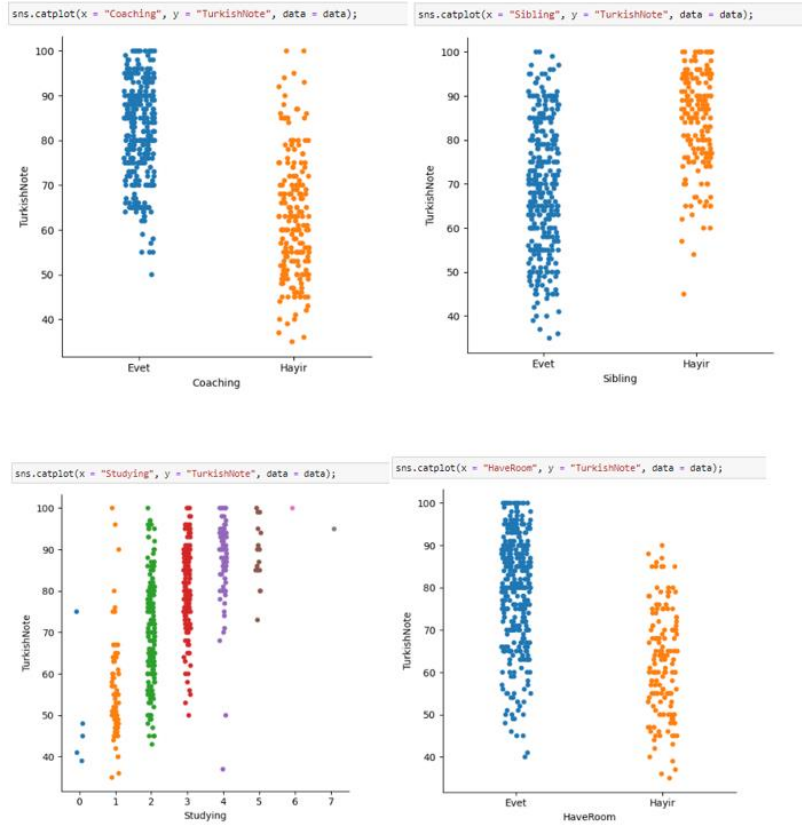 sns.catplot(x = "Coaching", y = "TurkishNote", data = data);
100
90
80
70
60
50
40
TurkishNote
Evet
Hayir
Coaching
sns.catplot(x = "Sibling", y = "TurkishNote", data = data);
100
90
80
70
60
50
40
TurkishNote
Evet
Hayir
Sibling
sns.catplot(x = "Studying", y = "TurkishNote", data = data);
100
90
80
70
60
50
40
TurkishNote
0 1 2 3 4 5 6 7
Studying
sns.catplot(x = "HaveRoom", y = "TurkishNote", data = data);
100
90
80
70
60
50
40
TurkishNote
Evet
Hayir
HaveRoom